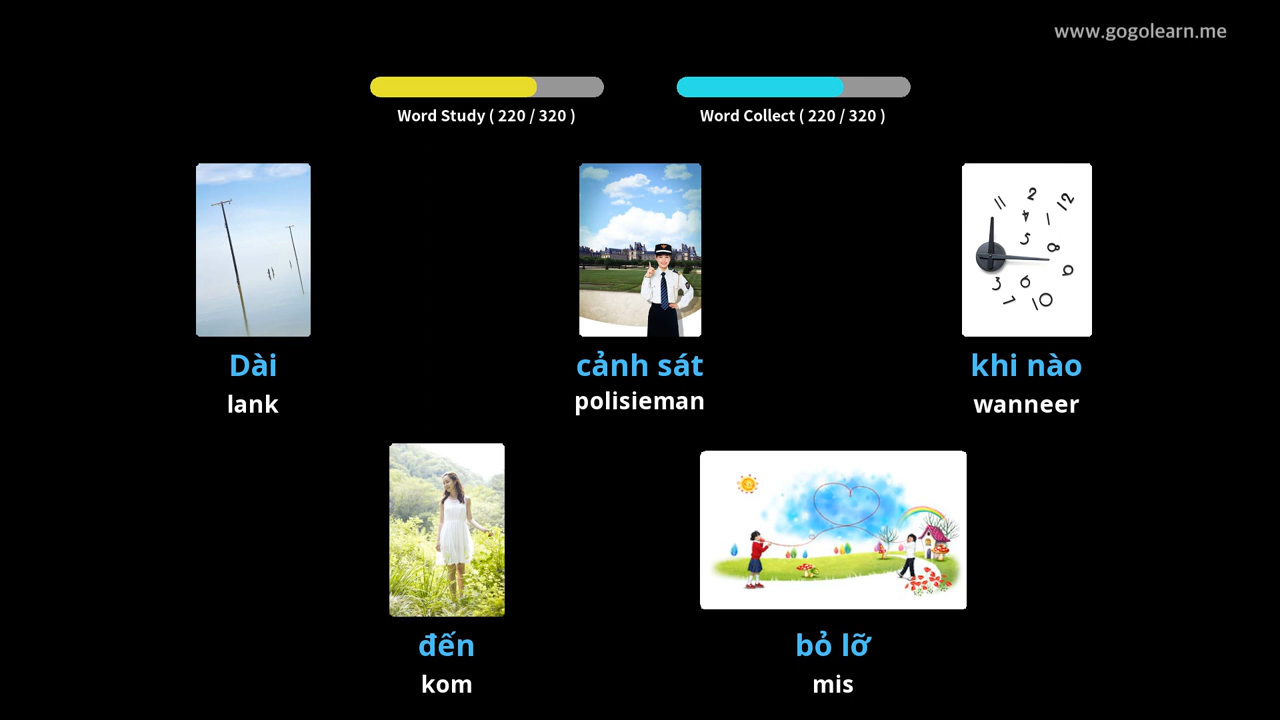 www.gogolearn.me
Word Study ( 220 / 320 )
Word Collect ( 220 / 320 )
Dài
lank
cảnh sát
polisieman
khi nào
wanneer
đến
kom
bỏ lỡ
mis